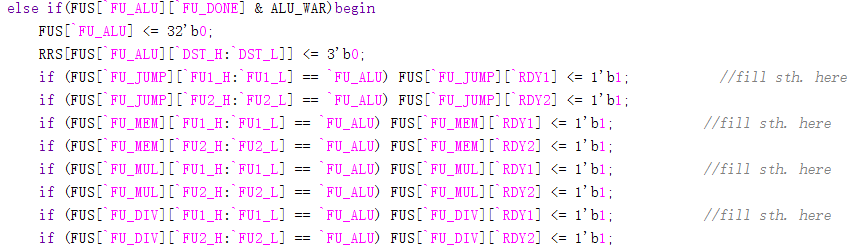 else if(FUS[`FU_ALU][`FU_DONE] & ALU_WAR)begin
    FUS[`FU_ALU] <= 32'b0;
    RRS[FUS[`FU_ALU][`DST_H:`DST_L]] <= 3'b0;
    if (FUS[`FU_JUMP][`FU1_H:`FU1_L] == `FU_ALU) FUS[`FU_JUMP][`RDY1] <= 1'b1;            //fill sth. here
    if (FUS[`FU_JUMP][`FU2_H:`FU2_L] == `FU_ALU) FUS[`FU_JUMP][`RDY2] <= 1'b1;
    if (FUS[`FU_MEM][`FU1_H:`FU1_L] == `FU_ALU) FUS[`FU_MEM][`RDY1] <= 1'b1;            //fill sth. here
    if (FUS[`FU_MEM][`FU2_H:`FU2_L] == `FU_ALU) FUS[`FU_MEM][`RDY2] <= 1'b1;
    if (FUS[`FU_MUL][`FU1_H:`FU1_L] == `FU_ALU) FUS[`FU_MUL][`RDY1] <= 1'b1;            //fill sth. here
    if (FUS[`FU_MUL][`FU2_H:`FU2_L] == `FU_ALU) FUS[`FU_MUL][`RDY2] <= 1'b1;
    if (FUS[`FU_DIV][`FU1_H:`FU1_L] == `FU_ALU) FUS[`FU_DIV][`RDY1] <= 1'b1;            //fill sth. here
    if (FUS[`FU_DIV][`FU2_H:`FU2_L] == `FU_ALU) FUS[`FU_DIV][`RDY2] <= 1'b1;